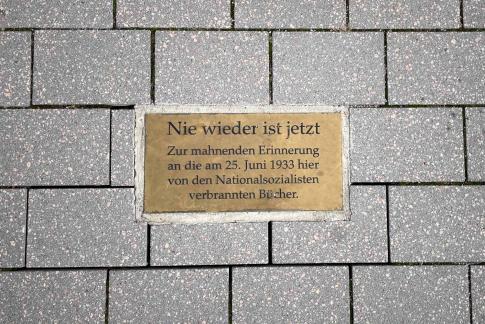 Nie wieder ist jetzt
Zur mahnenden Erinnerung
an die am 25. Juni 1933 hier
von den Nationalsozialisten
verbrannten Bücher.